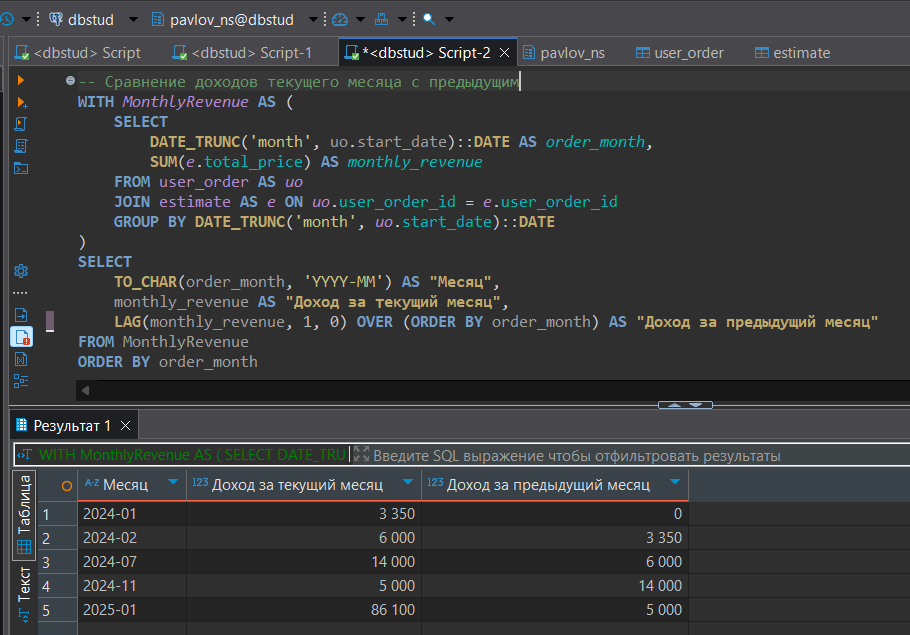 dbstud pavlov_ns@dbstud
<dbstud> Script <dbstud> Script-1 *<dbstud> Script-2 pavlov_ns user_order estimate
-- Сравнение доходов текущего месяца с предыдущим
WITH MonthlyRevenue AS (
SELECT
DATE_TRUNC('month', uo.start_date)::DATE AS order_month,
SUM(e.total_price) AS monthly_revenue
FROM user_order AS uo
JOIN estimate AS e ON uo.user_order_id = e.user_order_id
GROUP BY DATE_TRUNC('month', uo.start_date)::DATE
)
SELECT
TO_CHAR(order_month, 'YYYY-MM') AS "Месяц",
monthly_revenue AS "Доход за текущий месяц",
LAG(monthly_revenue, 1, 0) OVER (ORDER BY order_month) AS "Доход за предыдущий месяц"
FROM MonthlyRevenue
ORDER BY order_month
Результат 1
WITH MonthlyRevenue AS ( SELECT DATE_TRU Введите SQL выражение чтобы отфильтровать результаты
Таблица
Текст
A-Z Месяц 123 Доход за текущий месяц 123 Доход за предыдущий месяц
1 2024-01 3 350 0
2 2024-02 6 000 3 350
3 2024-07 14 000 6 000
4 2024-11 5 000 14 000
5 2025-01 86 100 5 000